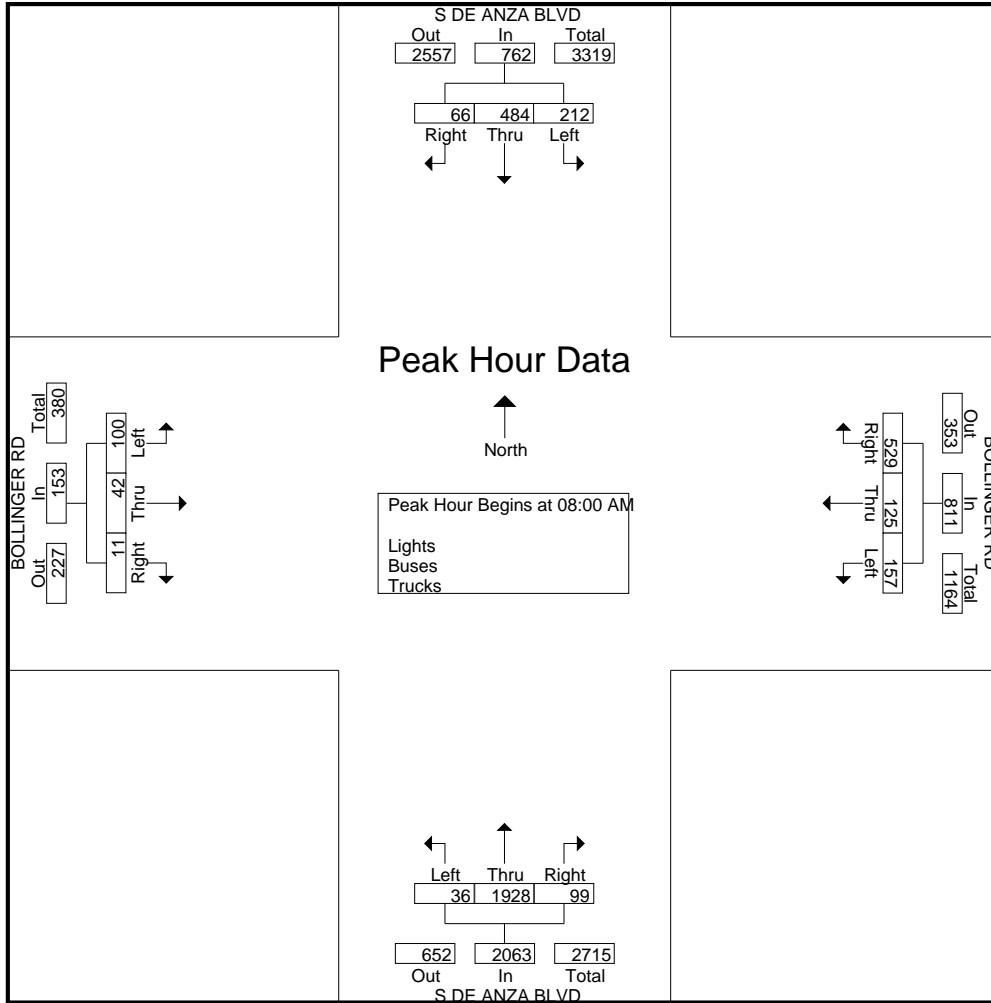 S DE ANZA BLVD
Out In Total
2557 762 3319
66 484 212
Right Thru Left
Peak Hour Data
North
Peak Hour Begins at 08:00 AM
Lights
Buses
Trucks
BOLLINGER RD
Total In Out
380 153 227
100 42 11
Left Thru Right
Right Thru Left
529 125 157
Out In Total
353 811 1164
BOLLINGER RD
Left Thru Right
36 1928 99
652 2063 2715
Out In Total
S DE ANZA BLVD